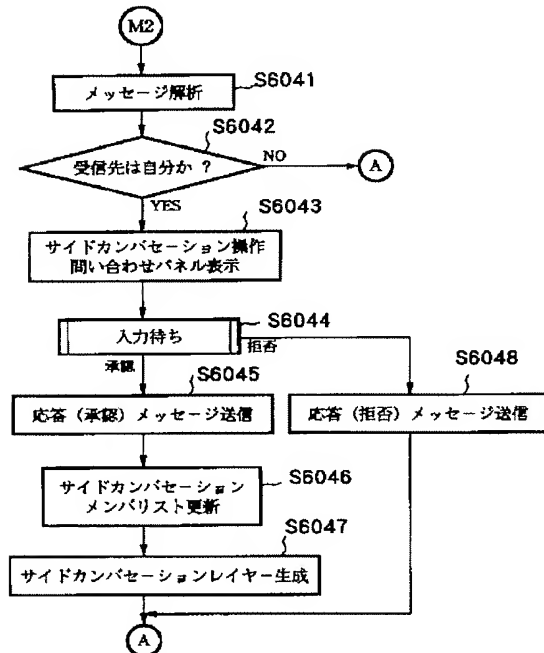 M2
S6041
メッセージ解析
S6042
受信先は自分か ?
NO
A
YES
S6043
サイドカンバセーション操作
問い合わせパネル表示
S6044
入力待ち
拒否
承認
S6045
S6048
応答（承認）メッセージ送信
応答（拒否）メッセージ送信
S6046
サイドカンバセーション
メンバリスト更新
S6047
サイドカンバセーションレイヤー生成
A